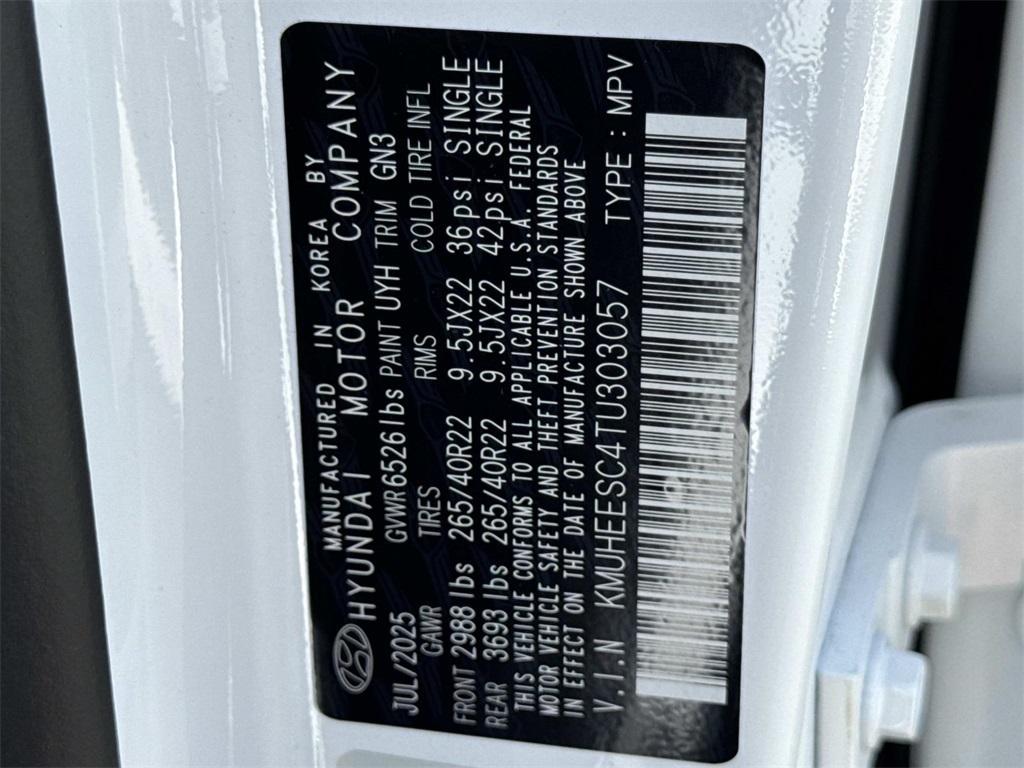 MANUFACTURED IN KOREA BY
HYUNDAI MOTOR COMPANY
JUL/2025 GVWR6526lbs PAINT UYH TRIM GN3
GAWR TIRES RMS COLD TIRE INFL
FRONT 2988lbs 265/40R22 9.5JX22 36psi SINGLE
REAR 3693lbs 265/40R22 9.5JX22 42psi SINGLE
THIS VEHICLE CONFORMS TO ALL APPLICABLE U.S.A. FEDERAL
MOTOR VEHICLE SAFETY AND THEFT PREVENTION STANDARDS
IN EFFECT ON THE DATE OF MANUFACTURE SHOWN ABOVE
V.I.N KMUHEESC4TU303057 TYPE:MPV